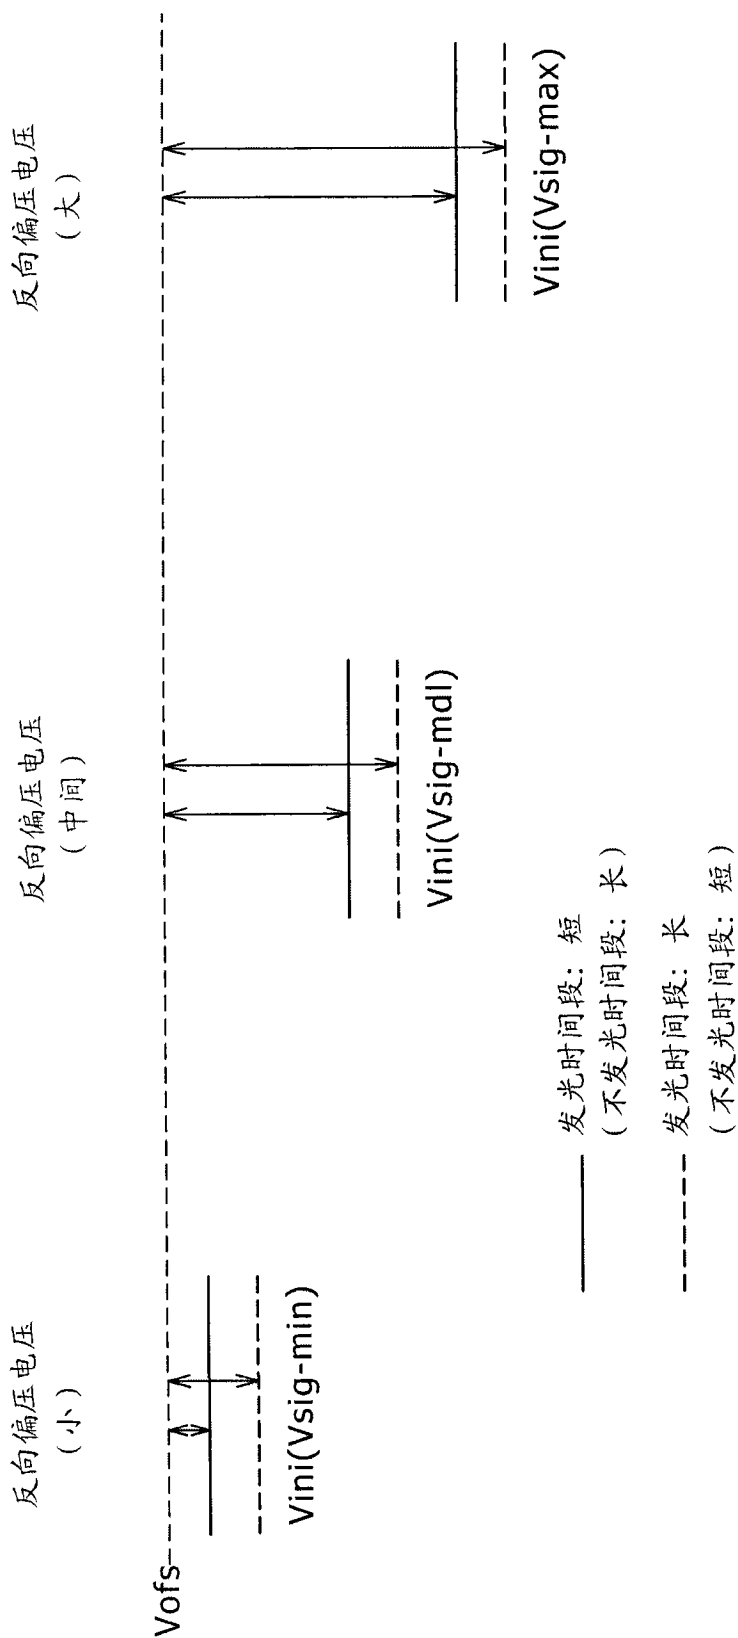 反向偏压电压
(小)
反向偏压电压
(中间)
反向偏压电压
(大)
Vofs
Vini(Vsig-min)
Vini(Vsig-mdl)
Vini(Vsig-max)
发光时间段: 短
(不发光时间段: 长)
发光时间段: 长
(不发光时间段: 短)